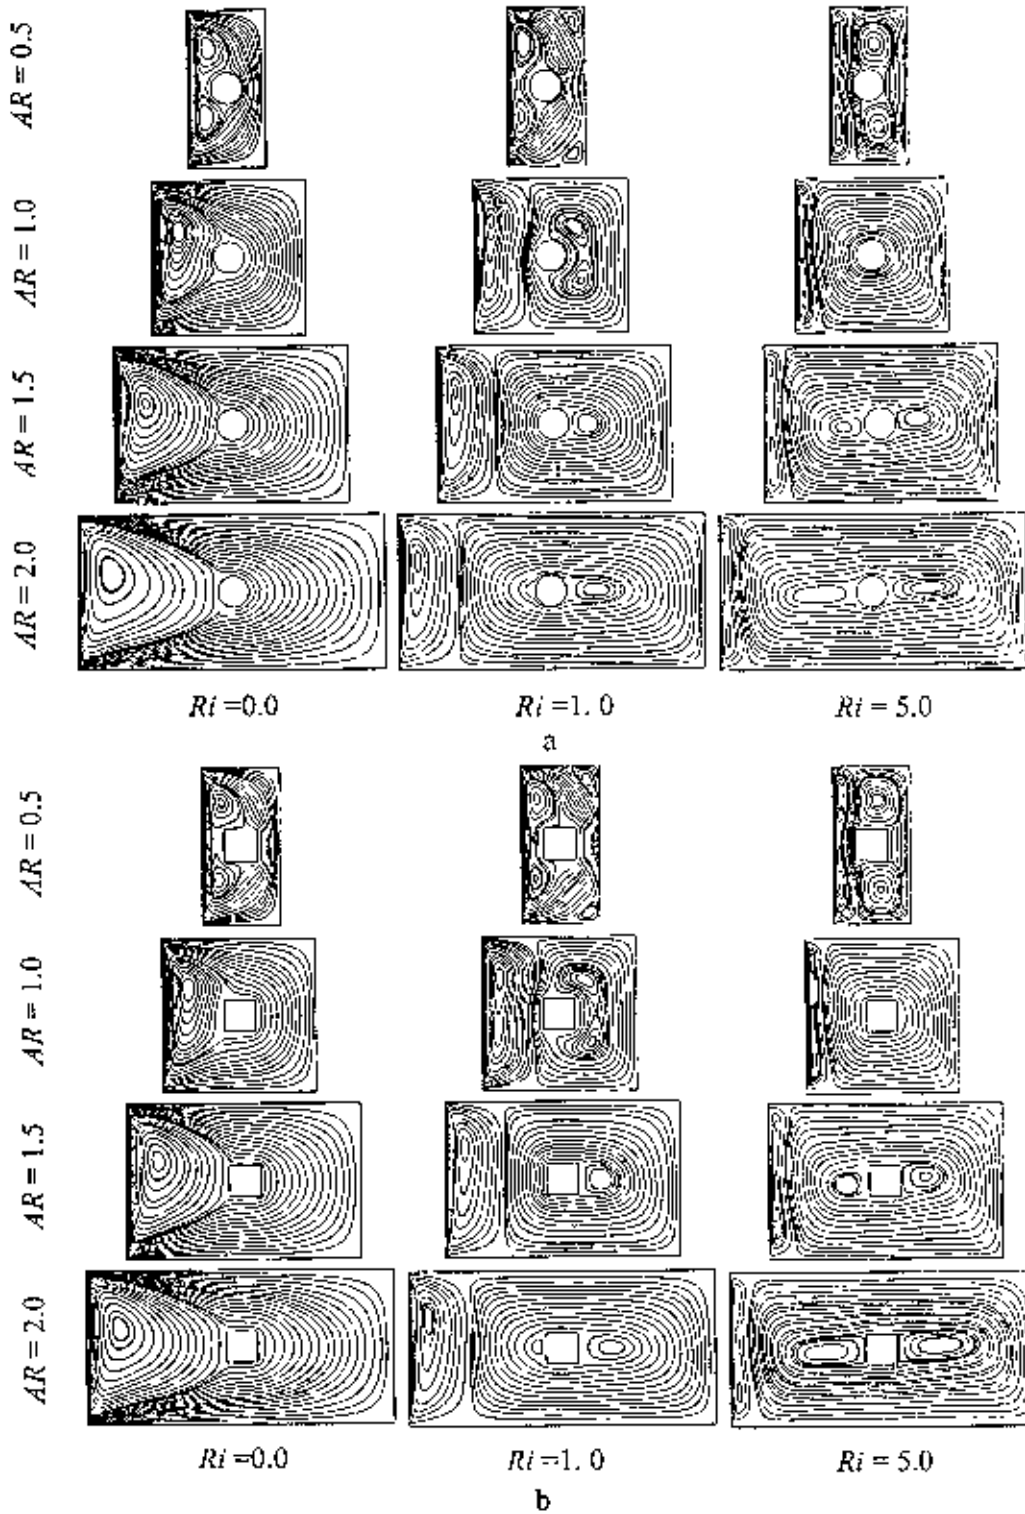 AR = 0.5
AR = 1.0
AR = 1.5
AR = 2.0
Ri =0.0 Ri =1. 0 Ri = 5.0
a
AR = 0.5
AR = 1.0
AR = 1.5
AR = 2.0
Ri =0.0 Ri =1. 0 Ri = 5.0
b